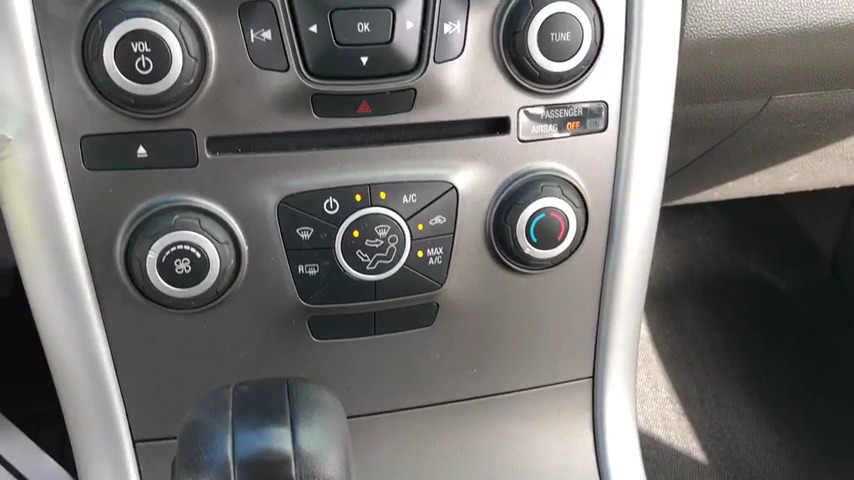 VOL
OK
TUNE
PASSENGER
AIRBAG OFF ON
A/C
R
MAX
A/C